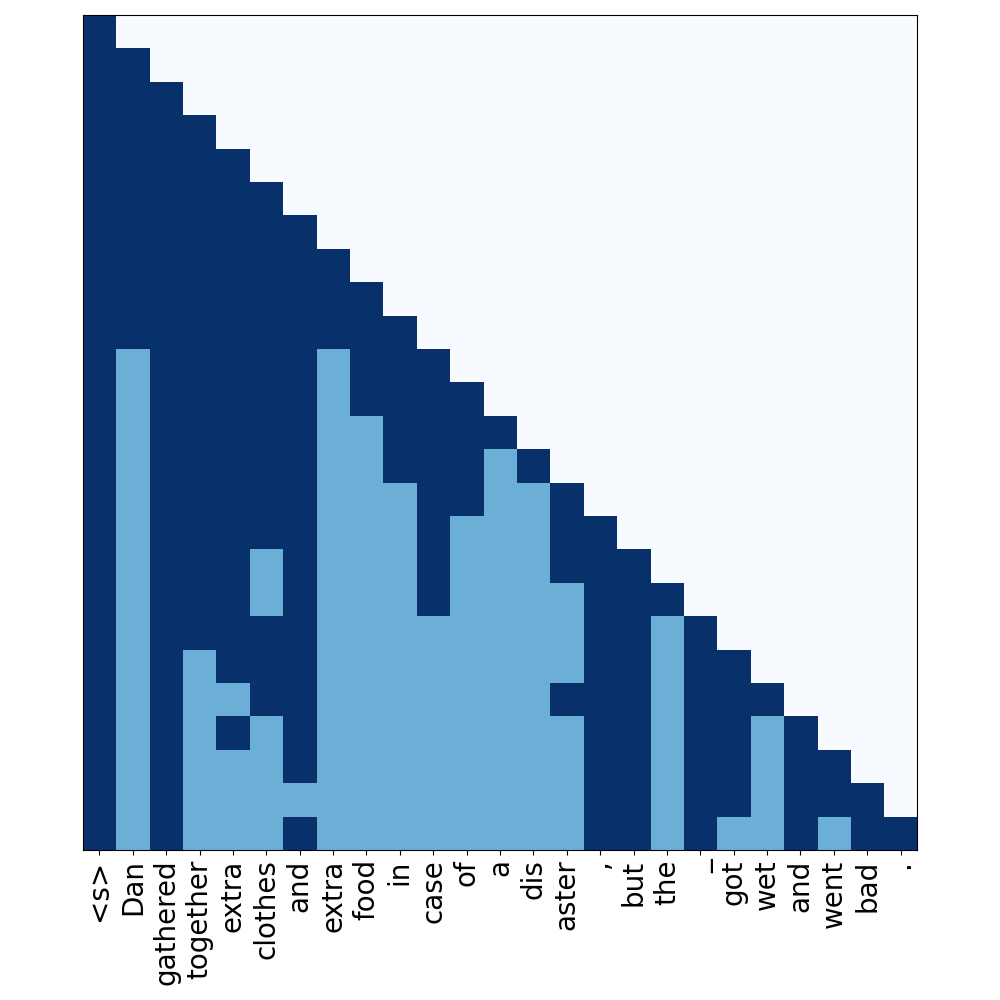 <s> Dan gathered together extra clothes and extra food in case of a dis aster , but the _ got wet and went bad .